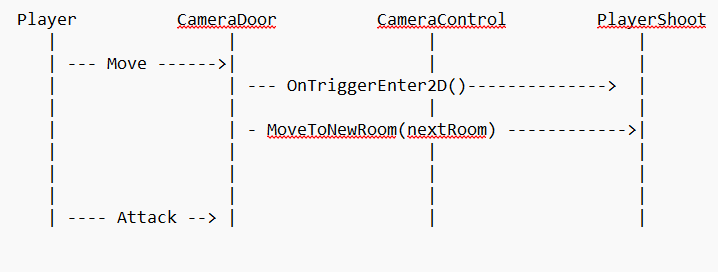 Player CameraDoor CameraControl PlayerShoot
| | | |
| --- Move ------>| | |
| | --- OnTriggerEnter2D()--------------> |
| | | |
| | - MoveToNewRoom(nextRoom) ------------>|
| | | |
| | | |
| | | |
| ---- Attack --> | | |